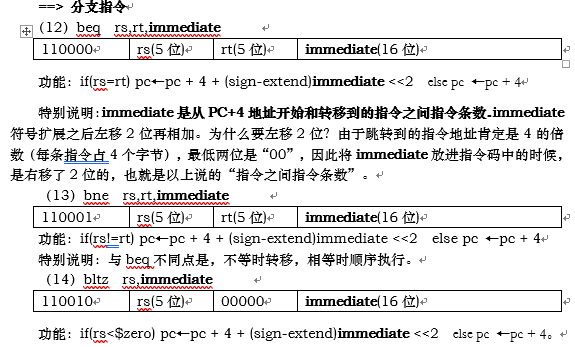 ==> 分支指令
（12）beq rs,rt,immediate
110000 rs(5 位) rt(5 位) immediate(16 位)
功能：if(rs=rt) pc←pc + 4 + (sign-extend)immediate <<2 else pc ←pc + 4
特别说明：immediate 是从 PC+4 地址开始和转移到的指令之间指令条数。immediate
符号扩展之后左移 2 位再相加。为什么要左移 2 位？由于跳转到的指令地址肯定是 4 的倍
数（每条指令占 4 个字节），最低两位是“00”，因此将 immediate 放进指令码中的时候，
是右移了 2 位的，也就是以上说的“指令之间指令条数”。
（13）bne rs,rt,immediate
110001 rs(5 位) rt(5 位) immediate(16 位)
功能：if(rs!=rt) pc←pc + 4 + (sign-extend)immediate <<2 else pc ←pc + 4
特别说明：与 beq 不同点是，不等时转移，相等时顺序执行。
（14）bltz rs,immediate
110010 rs(5 位) 00000 immediate(16 位)
功能：if(rs<$zero) pc←pc + 4 + (sign-extend)immediate <<2 else pc ←pc + 4。